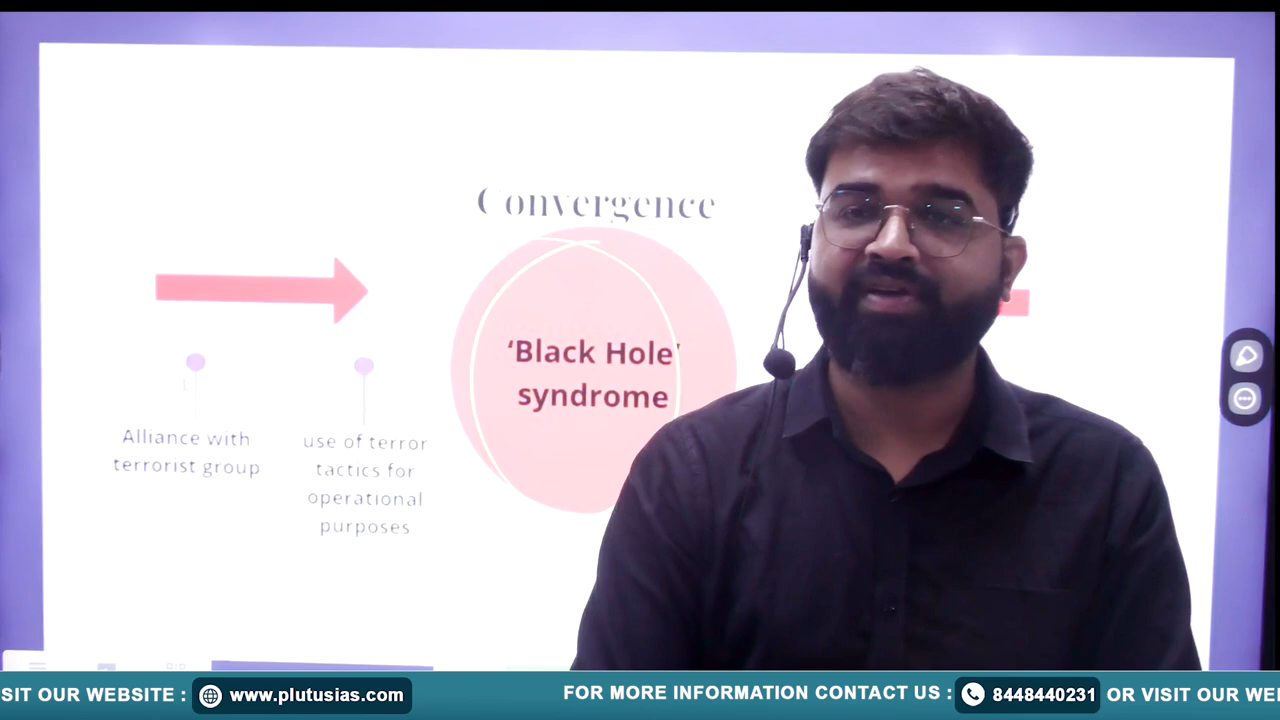 Convergence
'Black Hole'
syndrome
Alliance with
terrorist group
use of terror
tactics for
operational
purposes
SIT OUR WEBSITE : www.plutusias.com FOR MORE INFORMATION CONTACT US : 8448440231 OR VISIT OUR WE